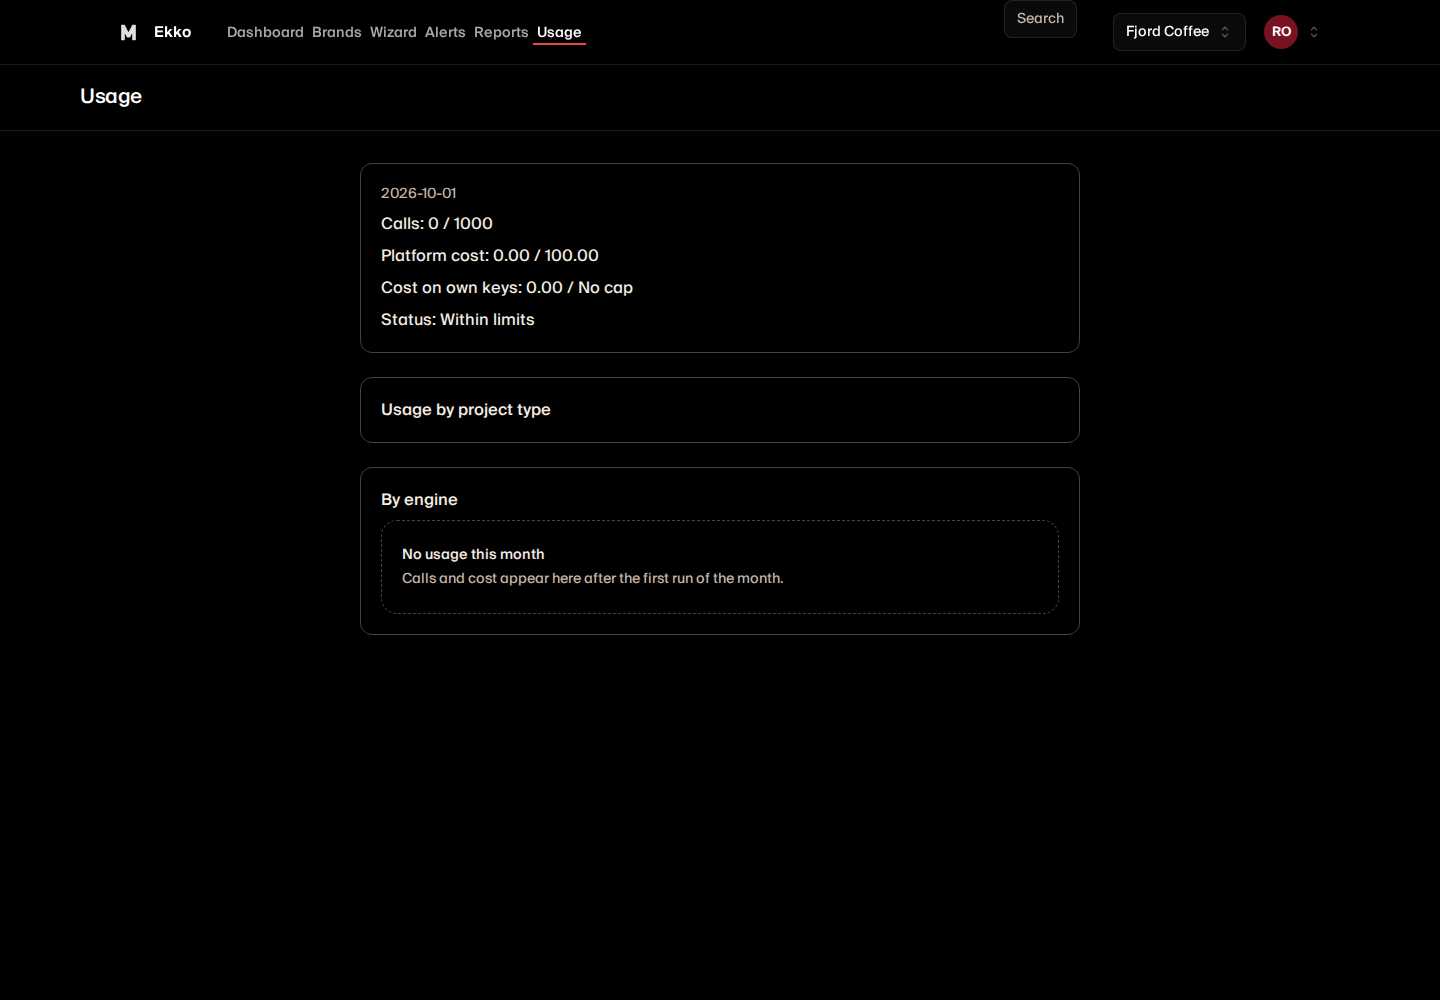 M Ekko Dashboard Brands Wizard Alerts Reports Usage Search Fjord Coffee RO
Usage
2026-10-01
Calls: 0 / 1000
Platform cost: 0.00 / 100.00
Cost on own keys: 0.00 / No cap
Status: Within limits
Usage by project type
By engine
No usage this month
Calls and cost appear here after the first run of the month.